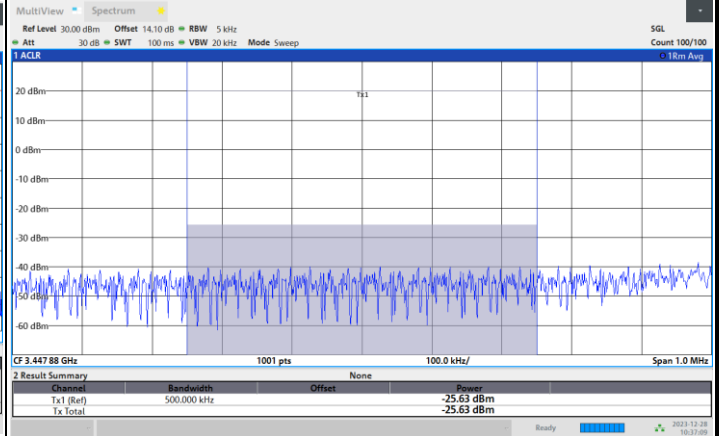 MultiView Spectrum
Ref Level 30.00 dBm Offset 14.10 dB RBW 5 kHz SGL
Att 30 dB SWT 100 ms VBW 20 kHz Mode Sweep Count 100/100
1 ACLR 1Rm Avg
Tx1
20 dBm
10 dBm
0 dBm
-10 dBm
-20 dBm
-30 dBm
-40 dBm
-50 dBm
-60 dBm
CF 3.447 88 GHz 1001 pts 100.0 kHz/ Span 1.0 MHz
2 Result Summary None
Channel Bandwidth Offset Power
Tx1 (Ref) 500.000 kHz -25.63 dBm
Tx Total -25.63 dBm
Ready 2023-12-28
10:37:09